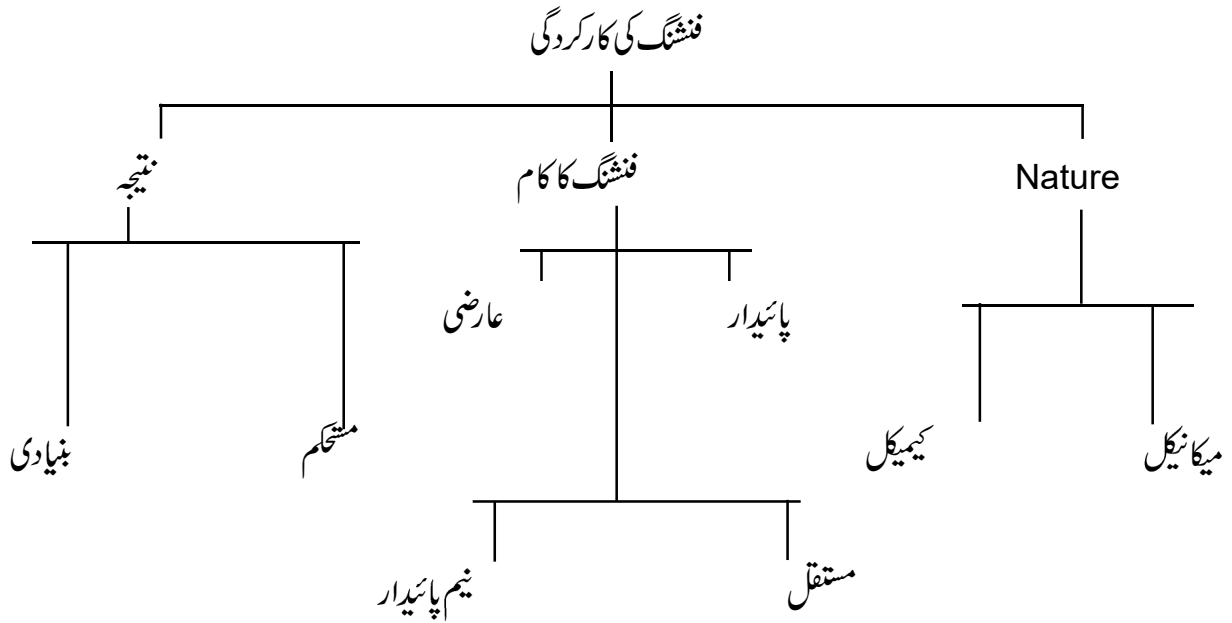 فنشنگ کی کارکردگی
Nature
فنشنگ کا کام
نتیجہ
پائیدار
عارضی
میکانیکل
کیمیکل
مستحکم
بنیادی
مستقل
نیم پائیدار